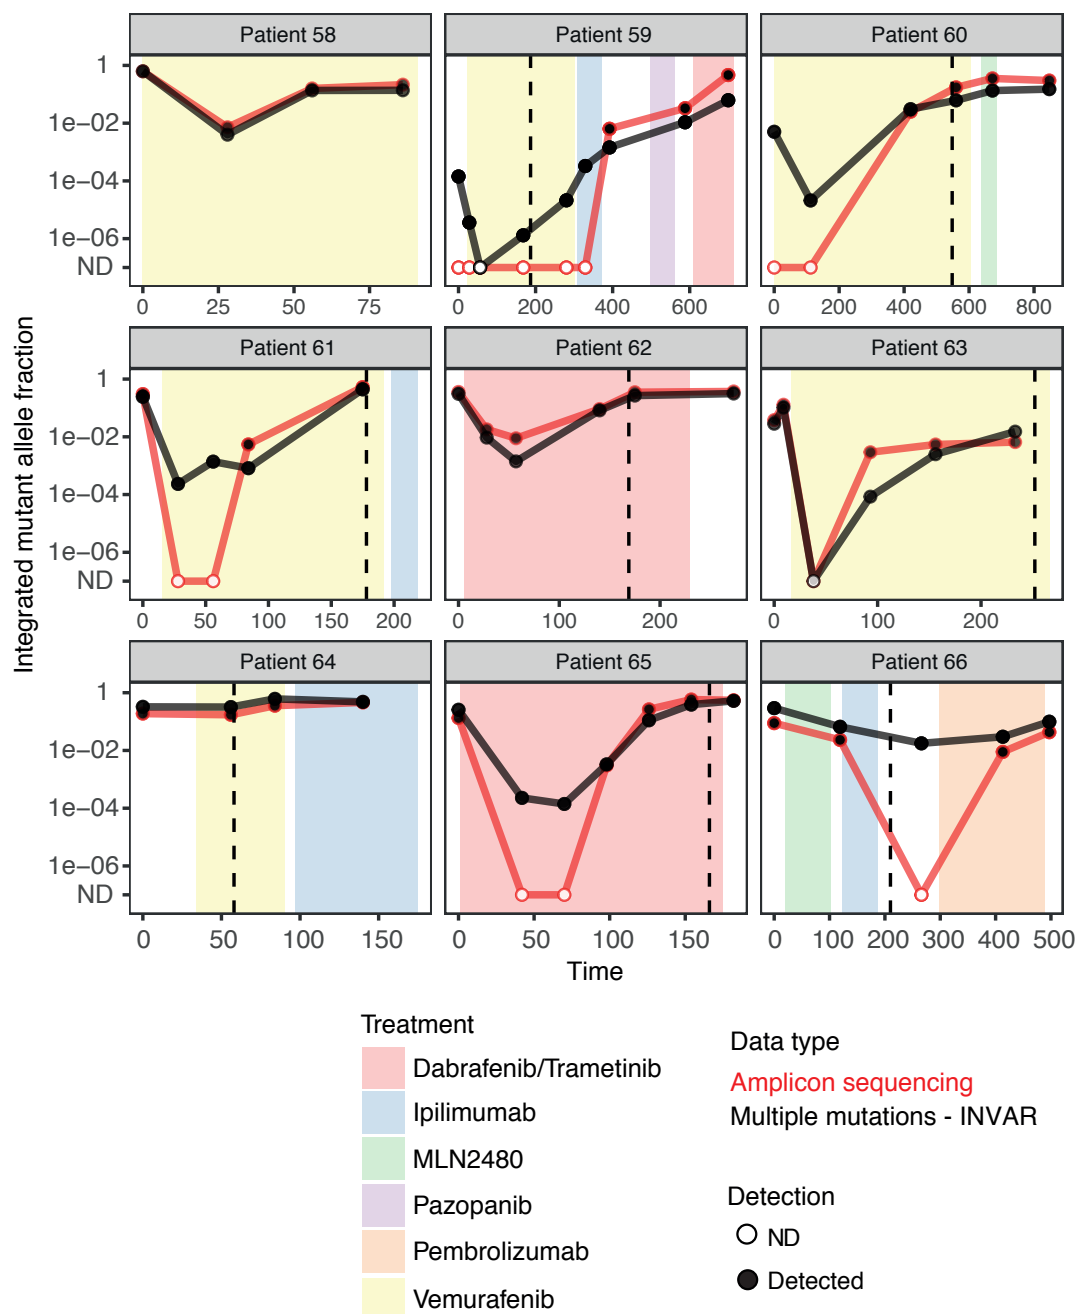 Patient 58
Patient 59
Patient 60
1
1e−02
1e−04
1e−06
ND
0 25 50 75
0 200 400 600
0 200 400 600 800
Patient 61
Patient 62
Patient 63
1
1e−02
1e−04
1e−06
ND
0 50 100 150 200
0 100 200
0 100 200
Integrated mutant allele fraction
Patient 64
Patient 65
Patient 66
1
1e−02
1e−04
1e−06
ND
0 50 100 150
0 50 100 150
0 100 200 300 400 500
Time
Treatment
Dabrafenib/Trametinib
Ipilimumab
MLN2480
Pazopanib
Pembrolizumab
Vemurafenib
Data type
Amplicon sequencing
Multiple mutations - INVAR
Detection
ND
Detected